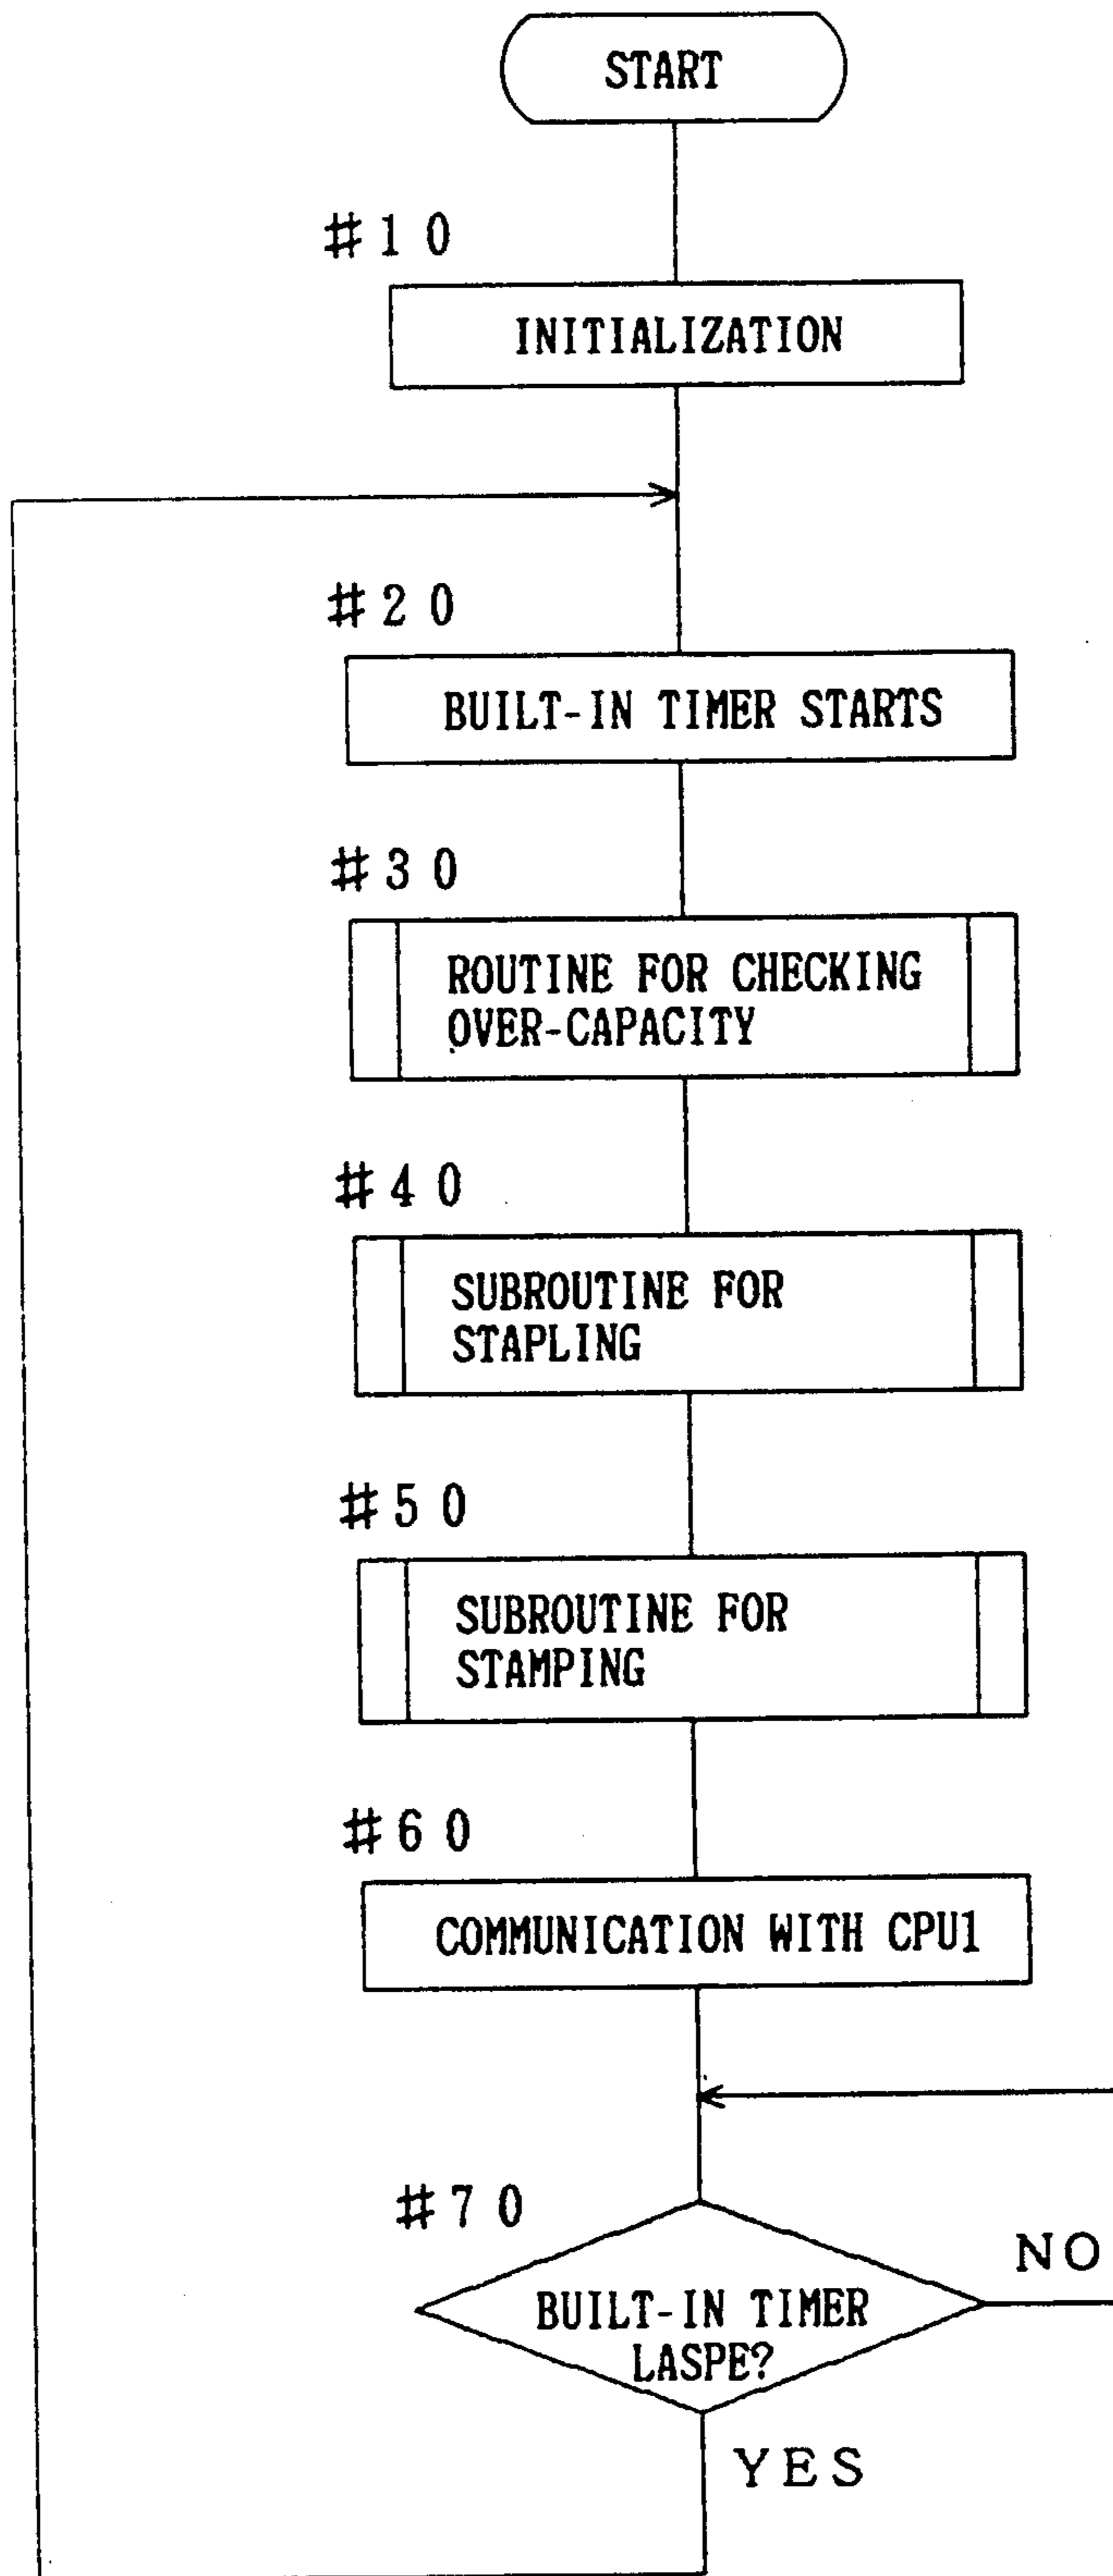 START
#10
INITIALIZATION
#20
BUILT-IN TIMER STARTS
#30
ROUTINE FOR CHECKING
OVER-CAPACITY
#40
SUBROUTINE FOR
STAPLING
#50
SUBROUTINE FOR
STAMPING
#60
COMMUNICATION WITH CPU1
#70
NO
BUILT-IN TIMER
LASPE?
YES